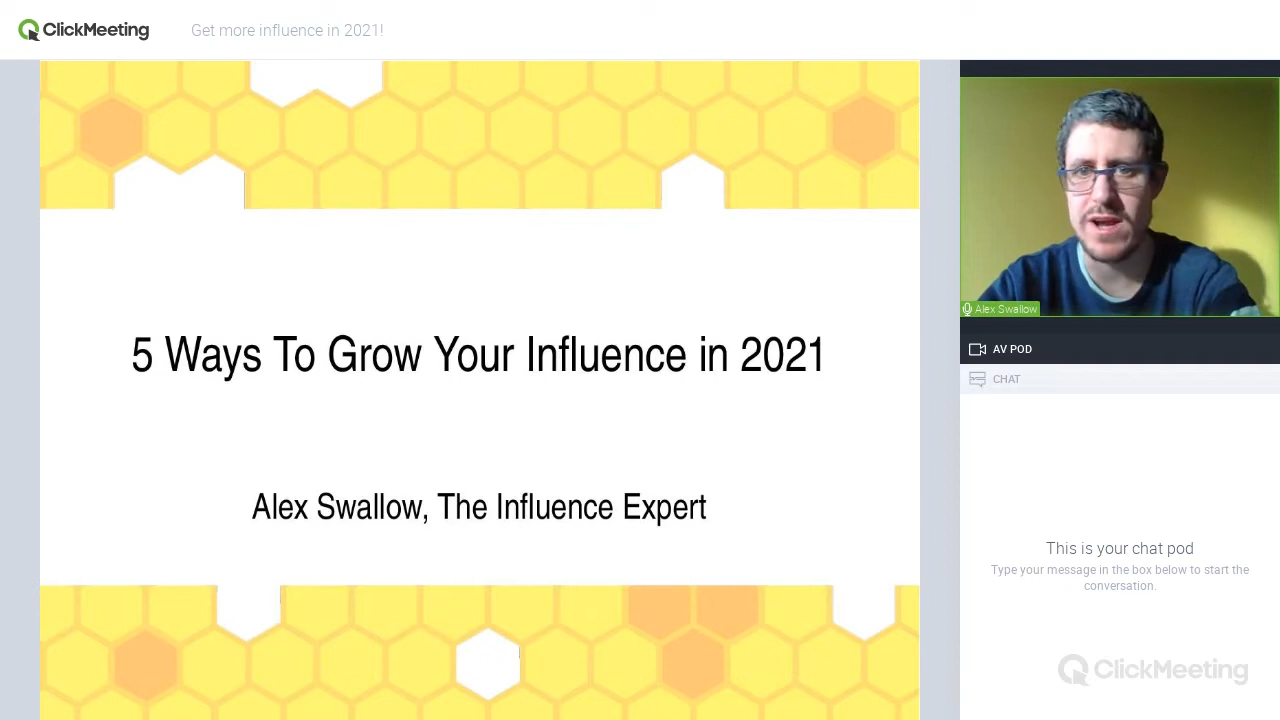 ClickMeeting
Get more influence in 2021!
5 Ways To Grow Your Influence in 2021
Alex Swallow, The Influence Expert
Alex Swallow
AV POD
CHAT
This is your chat pod
Type your message in the box below to start the
conversation.
ClickMeeting